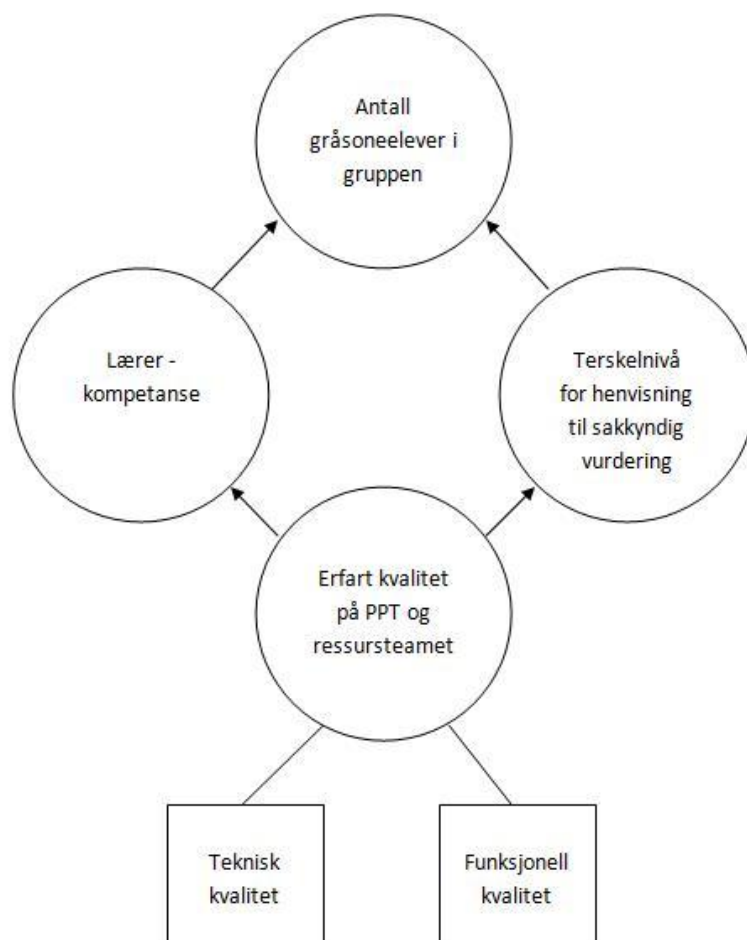 Antall
gråsoneelever i
gruppen
Lærer -
kompetanse
Terskelnivå
for henvisning
til sakkyndig
vurdering
Erfart kvalitet
på PPT og
ressursteamet
Teknisk
kvalitet
Funksjonell
kvalitet